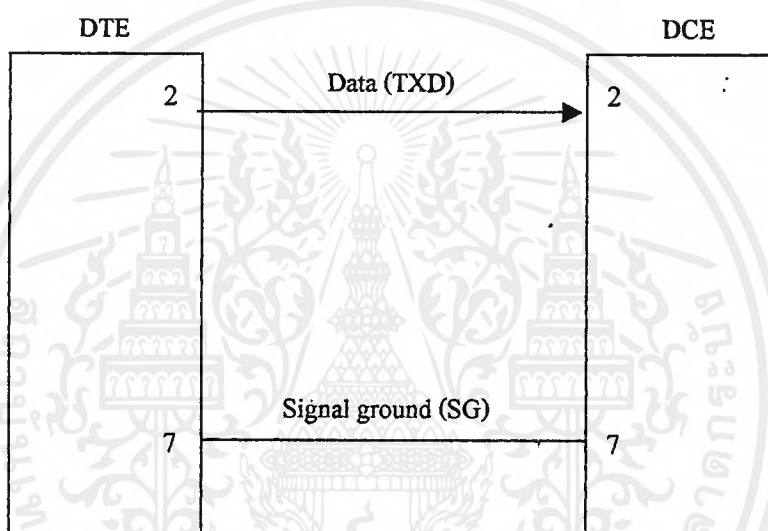 DTE DCE
Data (TXD)
2 2
Signal ground (SG)
7 7